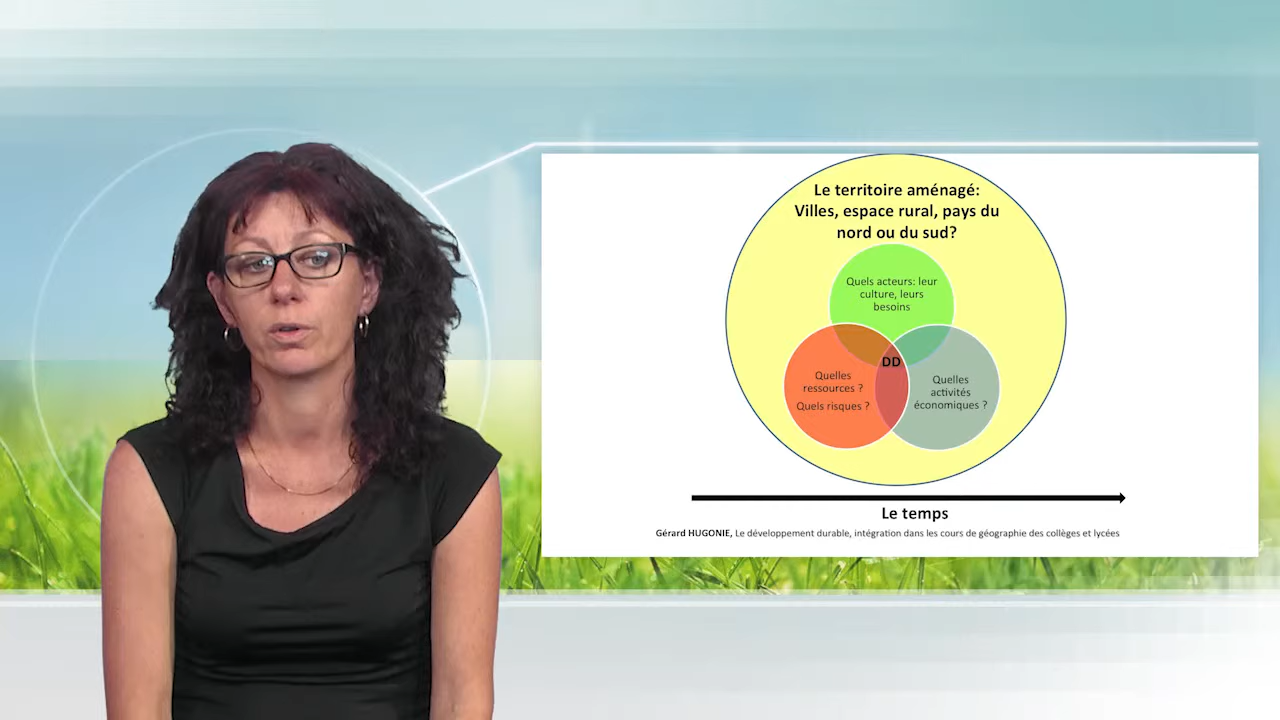 Le territoire aménagé:
Villes, espace rural, pays du
nord ou du sud?
Quels acteurs: leur
culture, leurs
besoins
DD
Quelles
ressources ?
Quels risques ?
Quelles
activités
économiques ?
Le temps
Gérard HUGONIE, Le développement durable, intégration dans les cours de géographie des collèges et lycées